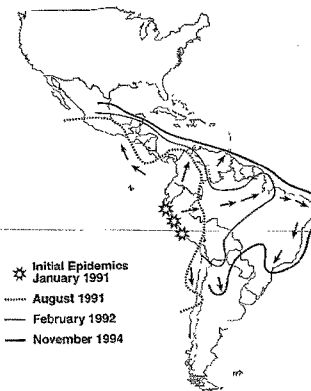 Initial Epidemics
January 1991
August 1991
February 1992
November 1994